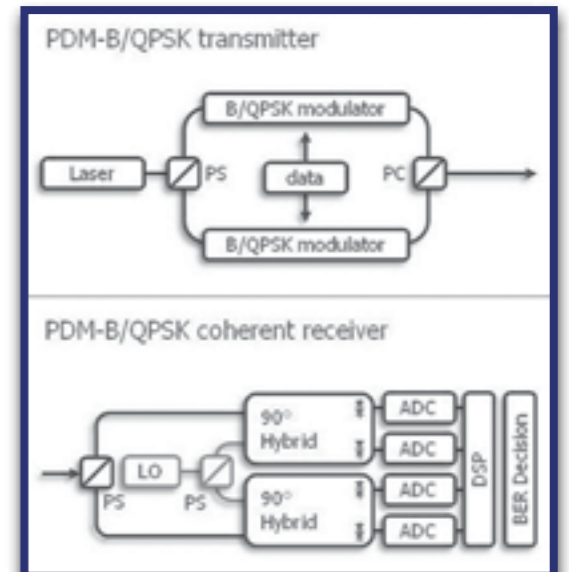 PDM-B/QPSK transmitter
B/QPSK modulator
Laser
PS
data
PC
B/QPSK modulator
PDM-B/QPSK coherent receiver
90°
Hybrid
ADC
ADC
LO
PS
PS
90°
Hybrid
ADC
ADC
DSP
BER Decision